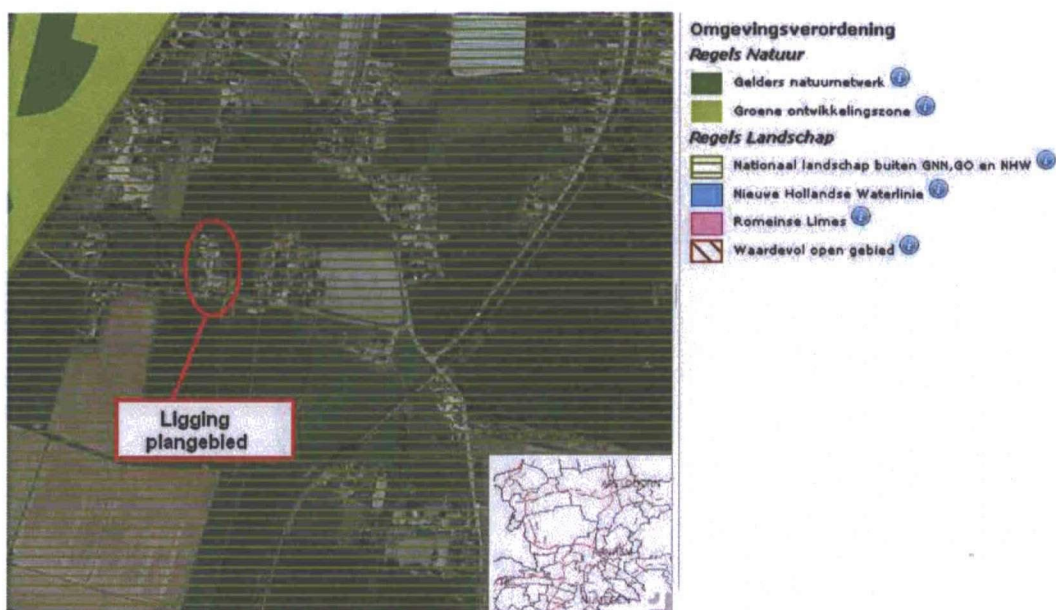 Omgevingsverordening
Regels Natuur
Gelders natuurnetwerk
Groene ontwikkelingszone
Regels Landschap
Nationaal landschap buiten GNN,GO en NHW
Nieuwe Hollandse Waterlinie
Romeinse Limes
Waardevol open gebied
Ligging
plangebied